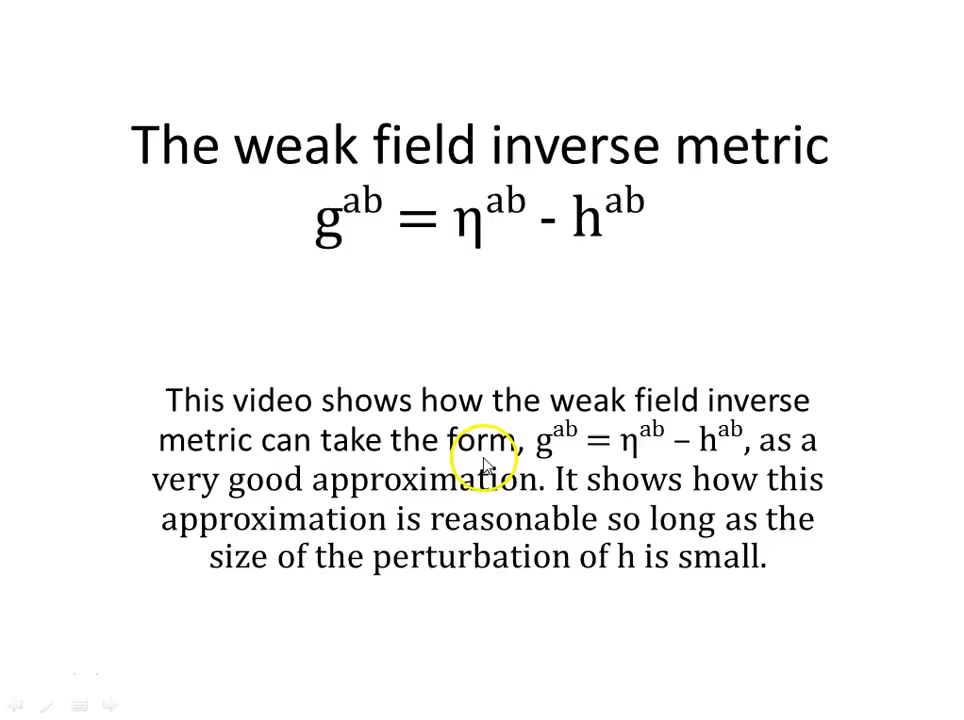 The weak field inverse metric
gᵃᵇ = ηᵃᵇ - hᵃᵇ
This video shows how the weak field inverse
metric can take the form, gᵃᵇ = ηᵃᵇ – hᵃᵇ, as a
very good approximation. It shows how this
approximation is reasonable so long as the
size of the perturbation of h is small.